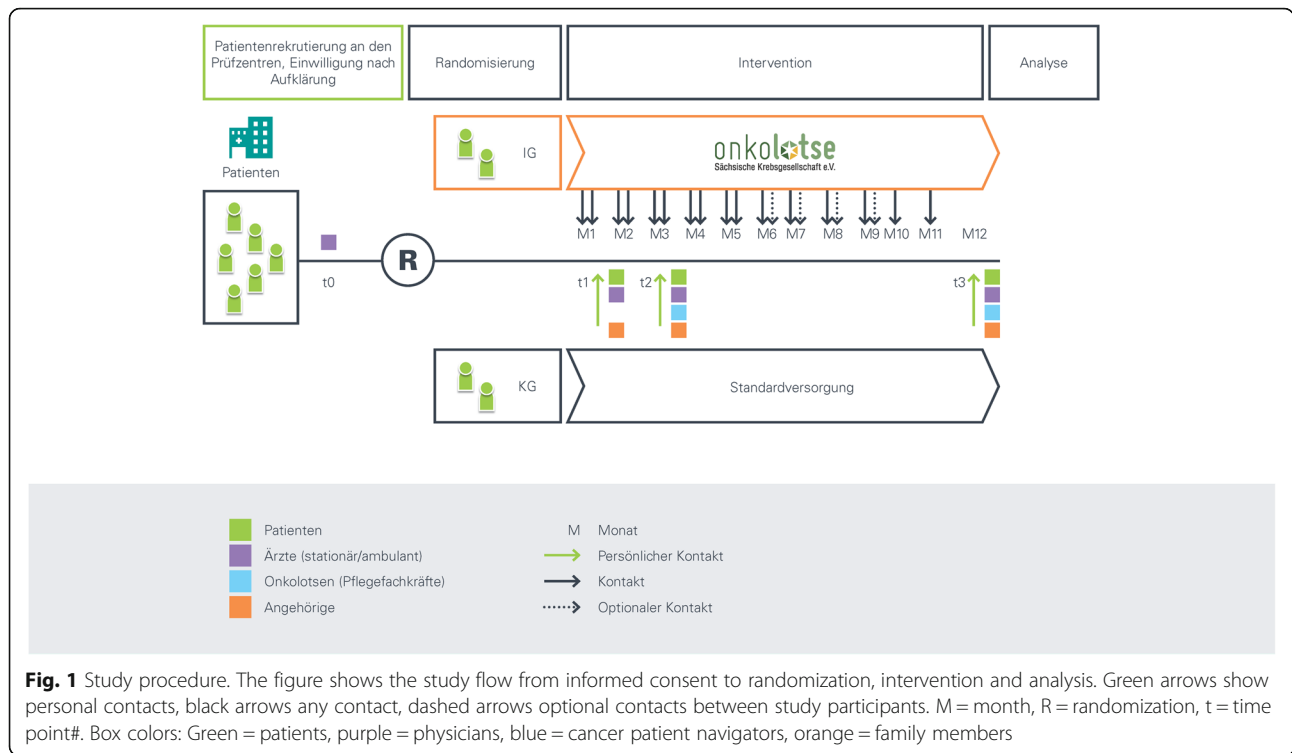 Patientenrekrutierung an den
Prüfzentren, Einwilligung nach
Aufklärung
Randomisierung
Intervention
Analyse
Patienten
IG
onkolotse
Sächsische Krebsgesellschaft e.V.
M1 M2 M3 M4 M5 M6 M7 M8 M9 M10 M11 M12
t0
R
t1
t2
t3
KG
Standardversorgung
Patienten
Ärzte (stationär/ambulant)
Onkolotsen (Pflegefachkräfte)
Angehörige
M Monat
Persönlicher Kontakt
Kontakt
Optionaler Kontakt
Fig. 1 Study procedure. The figure shows the study flow from informed consent to randomization, intervention and analysis. Green arrows show
personal contacts, black arrows any contact, dashed arrows optional contacts between study participants. M = month, R = randomization, t = time
point#. Box colors: Green = patients, purple = physicians, blue = cancer patient navigators, orange = family members